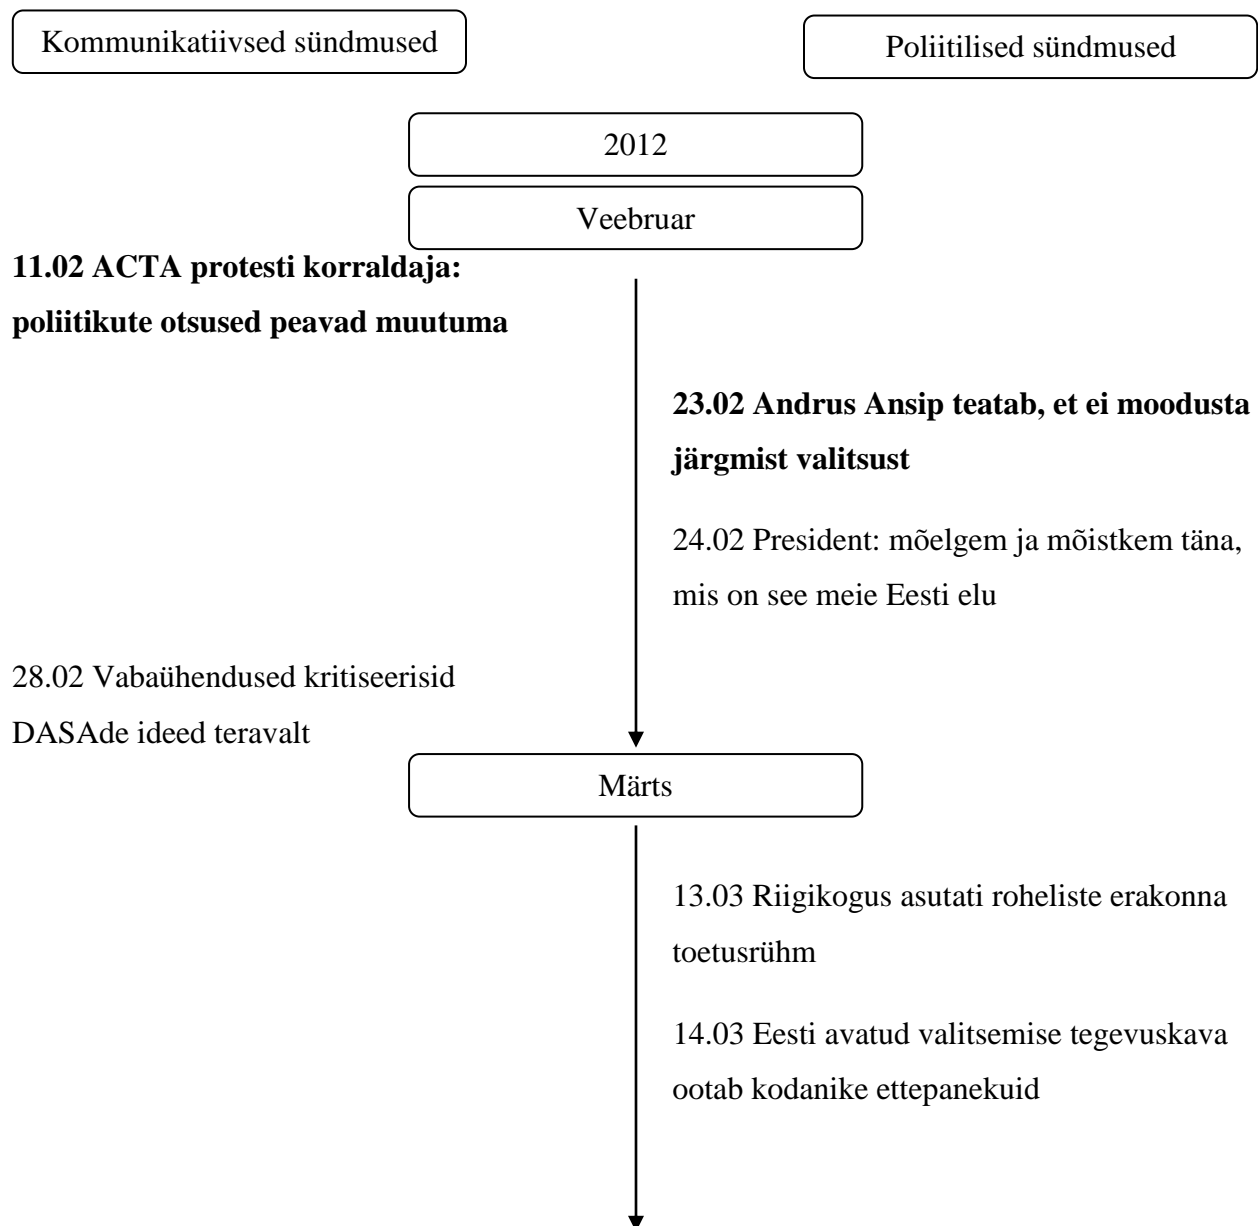 Kommunikatiivsed sündmused
Poliitilised sündmused
2012
Veebruar
11.02 ACTA protesti korraldaja:
poliitikute otsused peavad muutuma
23.02 Andrus Ansip teatab, et ei moodusta
järgmist valitsust
24.02 President: mõelgem ja mõistkem täna,
mis on see meie Eesti elu
28.02 Vabaühendused kritiseerisid
DASAde ideed teravalt
Märts
13.03 Riigikogus asutati roheliste erakonna
toetusrühm
14.03 Eesti avatud valitsemise tegevuskava
ootab kodanike ettepanekuid